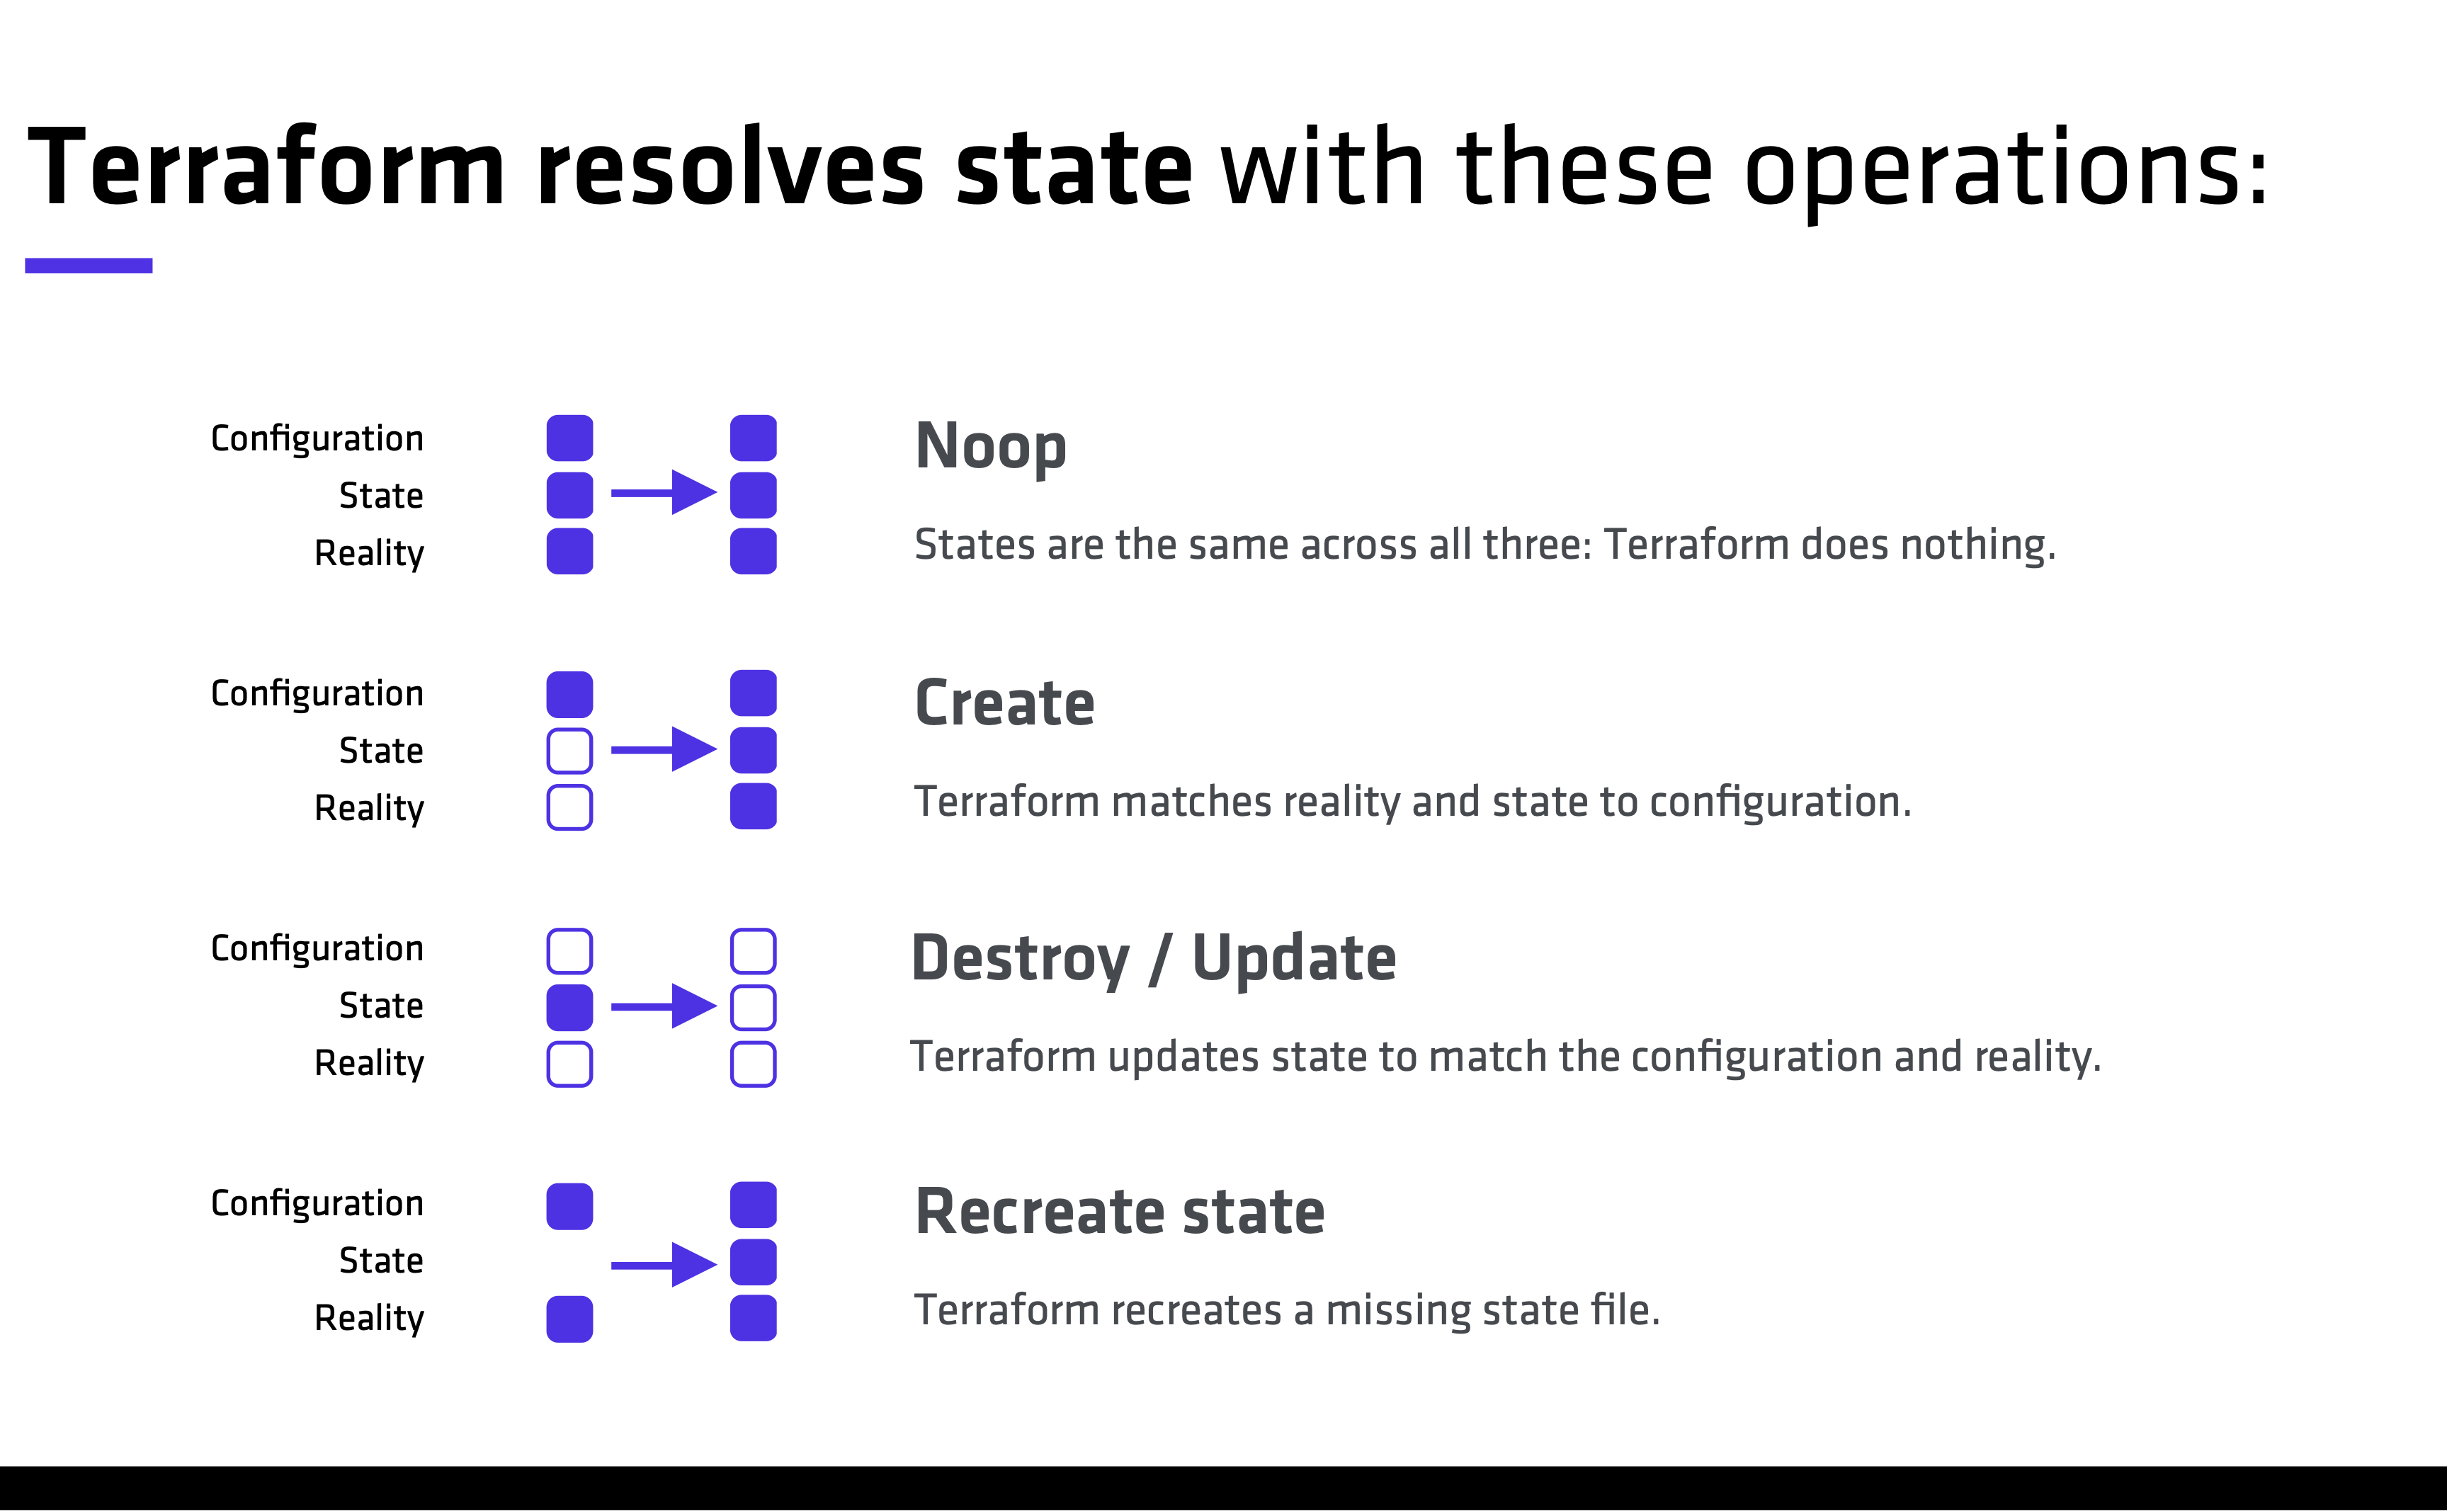 Terraform resolves state with these operations:
Configuration
State
Reality
Noop
States are the same across all three: Terraform does nothing.
Configuration
State
Reality
Create
Terraform matches reality and state to configuration.
Configuration
State
Reality
Destroy / Update
Terraform updates state to match the configuration and reality.
Configuration
State
Reality
Recreate state
Terraform recreates a missing state file.